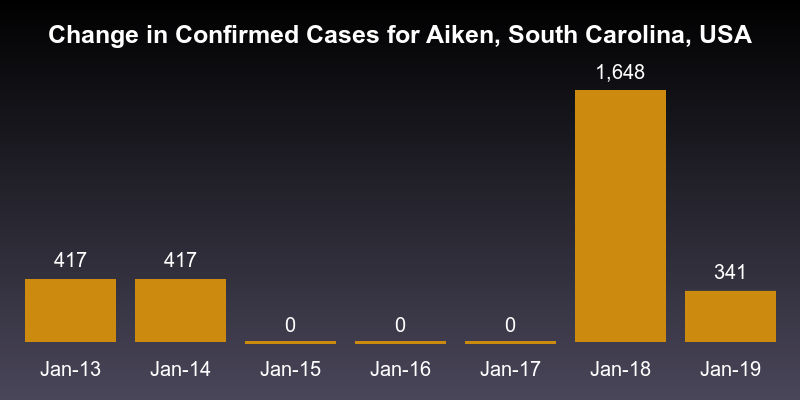 Change in Confirmed Cases for Aiken, South Carolina, USA
1,648
417 417 341
0 0 0
Jan-13 Jan-14 Jan-15 Jan-16 Jan-17 Jan-18 Jan-19